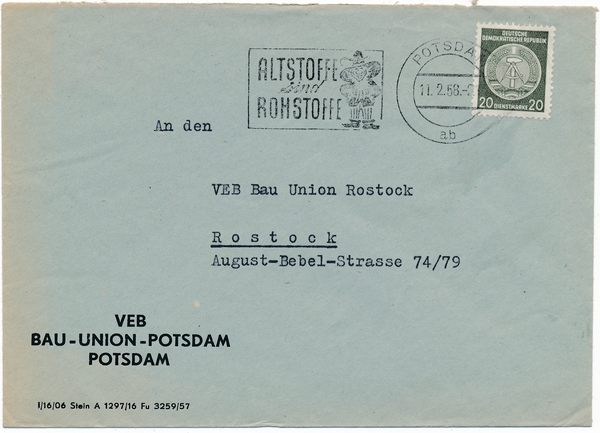 DEUTSCHE
DEMOKRATISCHE REPUBLIK
20 DIENSTMARKE 20
ALTSTOFFE
sind
ROHSTOFFE
POTSDA
11.2.58.-
ab
An den
VEB Bau Union Rostock
Rostock
August-Bebel-Strasse 74/79
VEB
BAU-UNION-POTSDAM
POTSDAM
I/16/06 Stein A 1297/16 Fu 3259/57